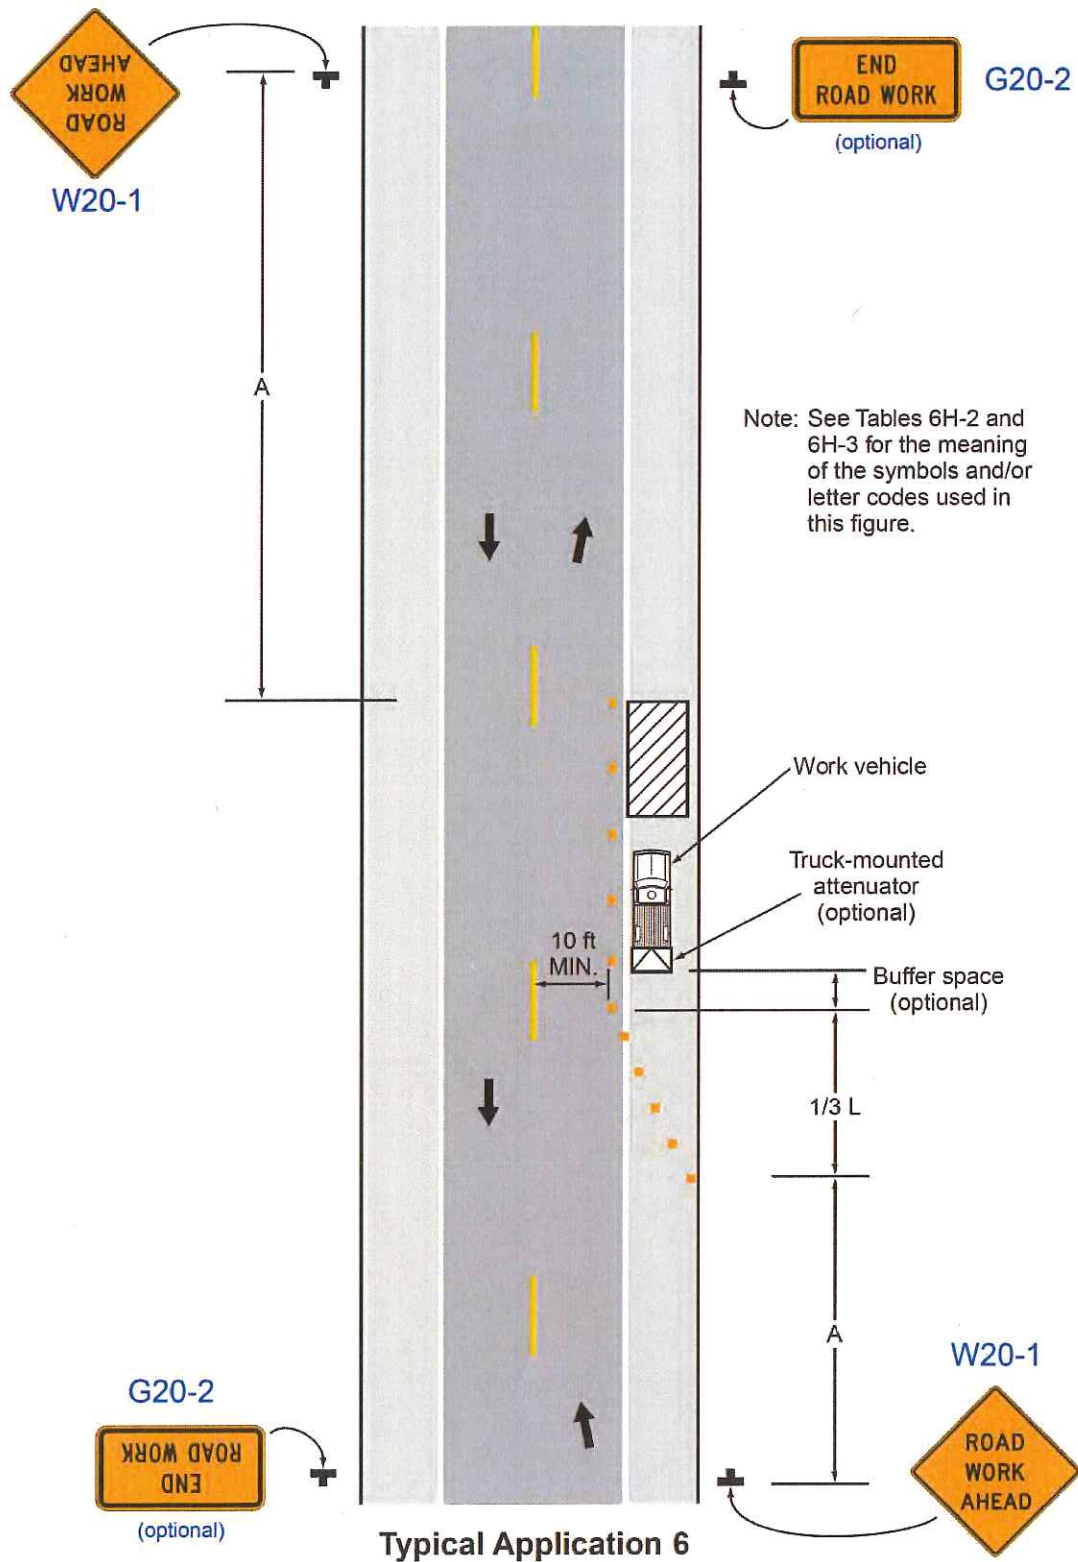 ROAD
WORK
AHEAD
W20-1
END
ROAD WORK
G20-2
(optional)
A
Note: See Tables 6H-2 and
6H-3 for the meaning
of the symbols and/or
letter codes used in
this figure.
Work vehicle
Truck-mounted
attenuator
(optional)
10 ft
MIN.
Buffer space
(optional)
1/3 L
A
W20-1
G20-2
END
ROAD WORK
(optional)
ROAD
WORK
AHEAD
Typical Application 6